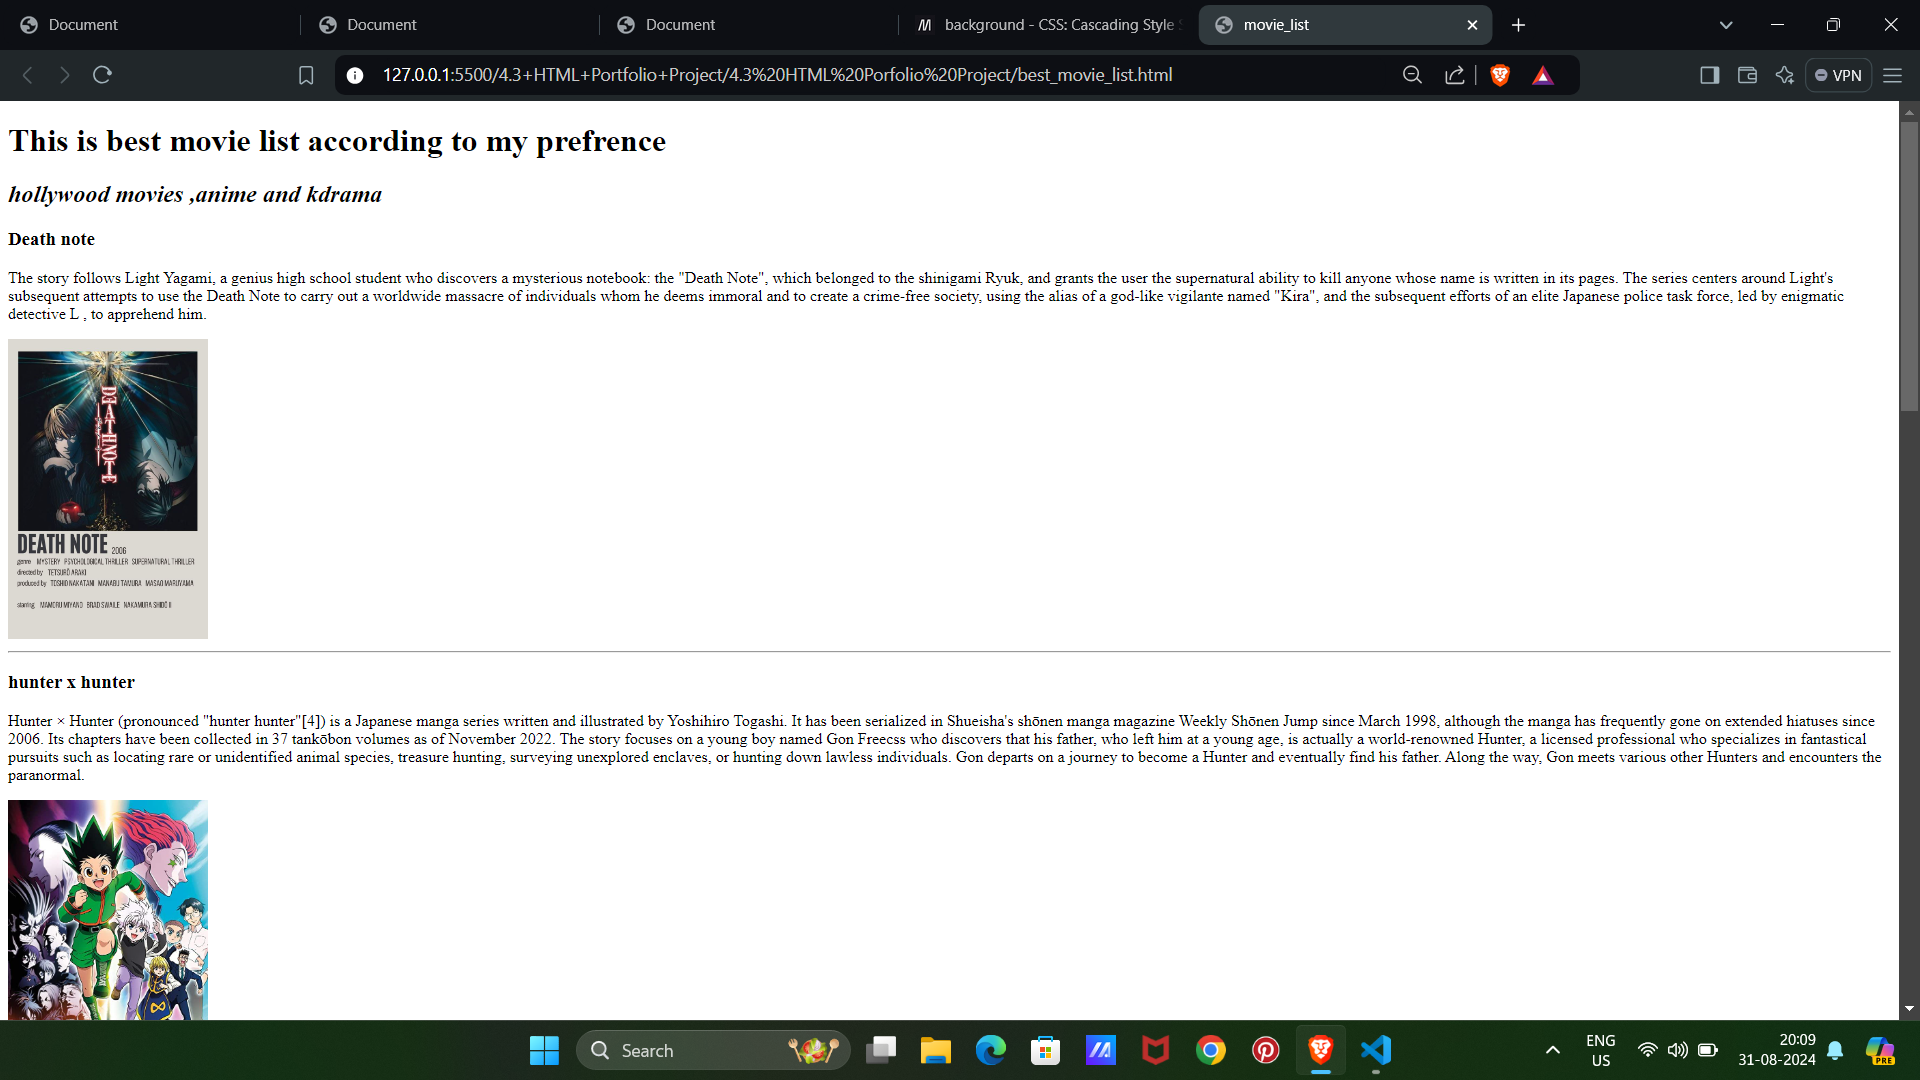 Document
Document
Document
background - CSS: Cascading Style S
movie_list
127.0.0.1:5500/4.3+HTML+Portfolio+Project/4.3%20HTML%20Porfolio%20Project/best_movie_list.html
VPN
This is best movie list according to my prefrence
hollywood movies ,anime and kdrama
Death note
The story follows Light Yagami, a genius high school student who discovers a mysterious notebook: the "Death Note", which belonged to the shinigami Ryuk, and grants the user the supernatural ability to kill anyone whose name is written in its pages. The series centers around Light's
subsequent attempts to use the Death Note to carry out a worldwide massacre of individuals whom he deems immoral and to create a crime-free society, using the alias of a god-like vigilante named "Kira", and the subsequent efforts of an elite Japanese police task force, led by enigmatic
detective L , to apprehend him.
DEATH NOTE
DEATH NOTE 2006
genre MYSTERY PSYCHOLOGICAL THRILLER SUPERNATURAL THRILLER
directed by TETSURŌ ARAKI
produced by TOSHIO NAKATANI MANABU TAMURA MASAO MARUYAMA
starring MAMORU MIYANO BRAD SWAILE NAKAMURA SHIDŌ II
hunter x hunter
Hunter × Hunter (pronounced "hunter hunter"[4]) is a Japanese manga series written and illustrated by Yoshihiro Togashi. It has been serialized in Shueisha's shōnen manga magazine Weekly Shōnen Jump since March 1998, although the manga has frequently gone on extended hiatuses since
2006. Its chapters have been collected in 37 tankōbon volumes as of November 2022. The story focuses on a young boy named Gon Freecss who discovers that his father, who left him at a young age, is actually a world-renowned Hunter, a licensed professional who specializes in fantastical
pursuits such as locating rare or unidentified animal species, treasure hunting, surveying unexplored enclaves, or hunting down lawless individuals. Gon departs on a journey to become a Hunter and eventually find his father. Along the way, Gon meets various other Hunters and encounters the
paranormal.
Search
ENG
US
20:09
31-08-2024
PRE